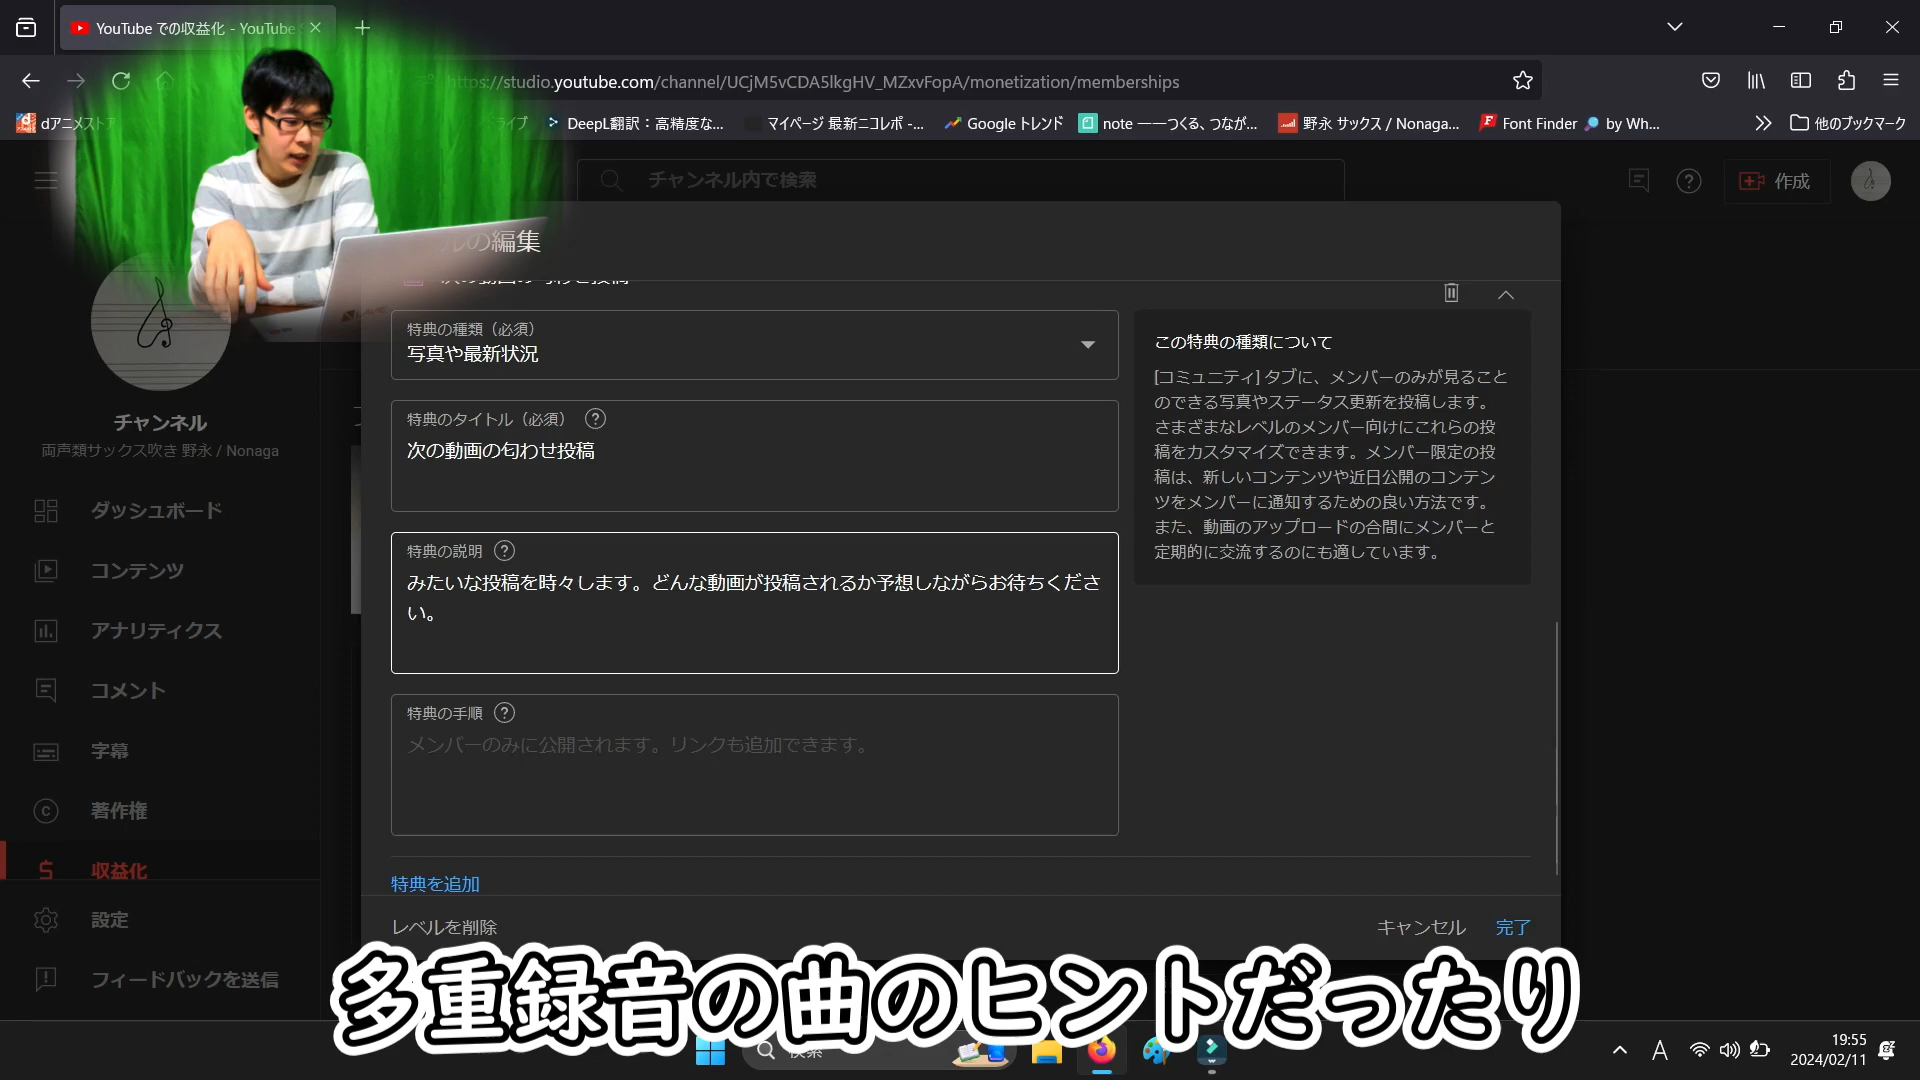 YouTube での収益化 - YouTube
https://studio.youtube.com/channel/UCjM5vCDA5lkgHV_MZxvFopA/monetization/memberships
dアニメスト
ライブ
DeepL翻訳：高精度な...
マイページ 最新ニコレポ -...
Google トレンド
note ――つくる、つなが...
野永 サックス / Nonaga...
Font Finder 🔎 by Wh...
他のブックマーク
チャンネル内で検索
作成
ルの編集
特典の種類（必須）
写真や最新状況
特典のタイトル（必須）
次の動画の匂わせ投稿
特典の説明
みたいな投稿を時々します。どんな動画が投稿されるか予想しながらお待ちくださ
い。
特典の手順
メンバーのみに公開されます。リンクも追加できます。
特典を追加
レベルを削除
キャンセル
完了
この特典の種類について
[コミュニティ] タブに、メンバーのみが見ること
のできる写真やステータス更新を投稿します。
さまざまなレベルのメンバー向けにこれらの投
稿をカスタマイズできます。メンバー限定の投
稿は、新しいコンテンツや近日公開のコンテン
ツをメンバーに通知するための良い方法です。
また、動画のアップロードの合間にメンバーと
定期的に交流するのにも適しています。
チャンネル
両声類サックス吹き 野永 / Nonaga
ダッシュボード
コンテンツ
アナリティクス
コメント
字幕
著作権
収益化
設定
フィードバックを送信
多重録音の曲のヒントだったり
検索
A
19:55
2024/02/11